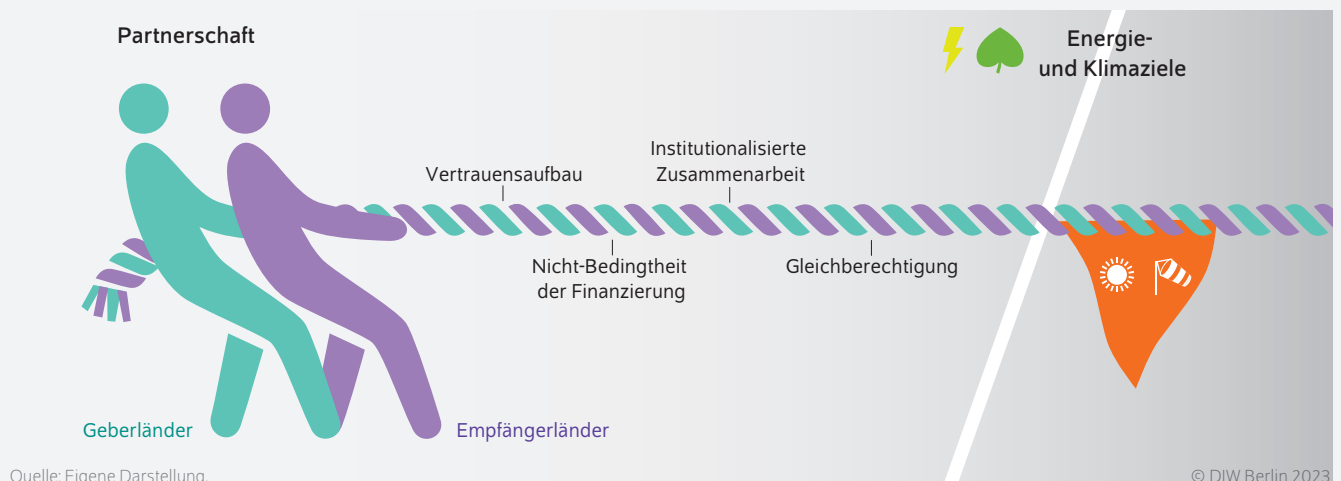 Partnerschaft
Energie-
und Klimaziele
Institutionalisierte
Zusammenarbeit
Vertrauensaufbau
Nicht-Bedingtheit
der Finanzierung
Gleichberechtigung
Geberländer
Empfängerländer
Quelle: Eigene Darstellung.
© DIW Berlin 2023